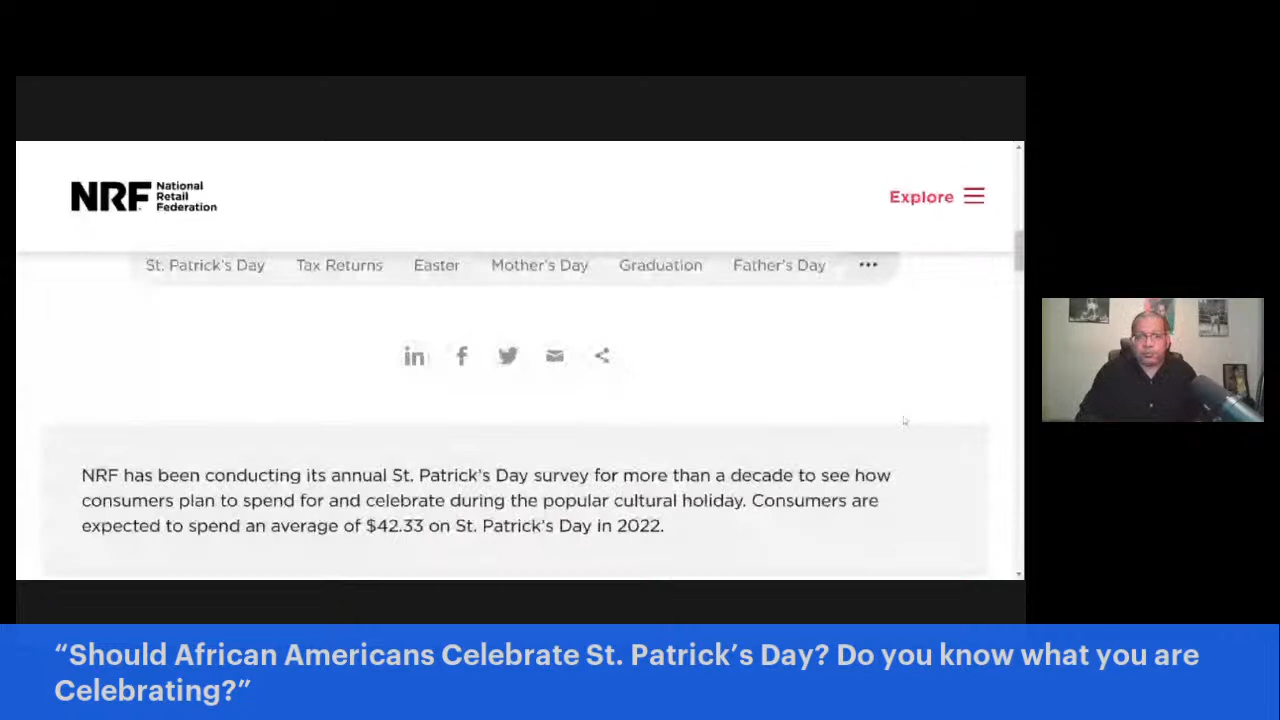 NRF National
Retail
Federation
Explore
St. Patrick's Day Tax Returns Easter Mother's Day Graduation Father's Day •••
NRF has been conducting its annual St. Patrick's Day survey for more than a decade to see how
consumers plan to spend for and celebrate during the popular cultural holiday. Consumers are
expected to spend an average of $42.33 on St. Patrick's Day in 2022.
“Should African Americans Celebrate St. Patrick’s Day? Do you know what you are
Celebrating?”